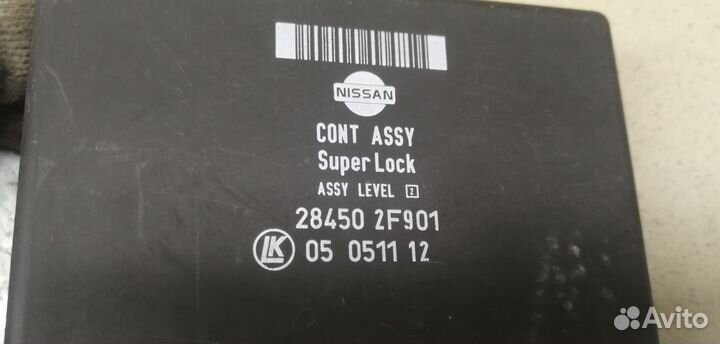 NISSAN
CONT ASSY
Super Lock
ASSY LEVEL 2
28450 2F901
LK 05 0511 12
Avito